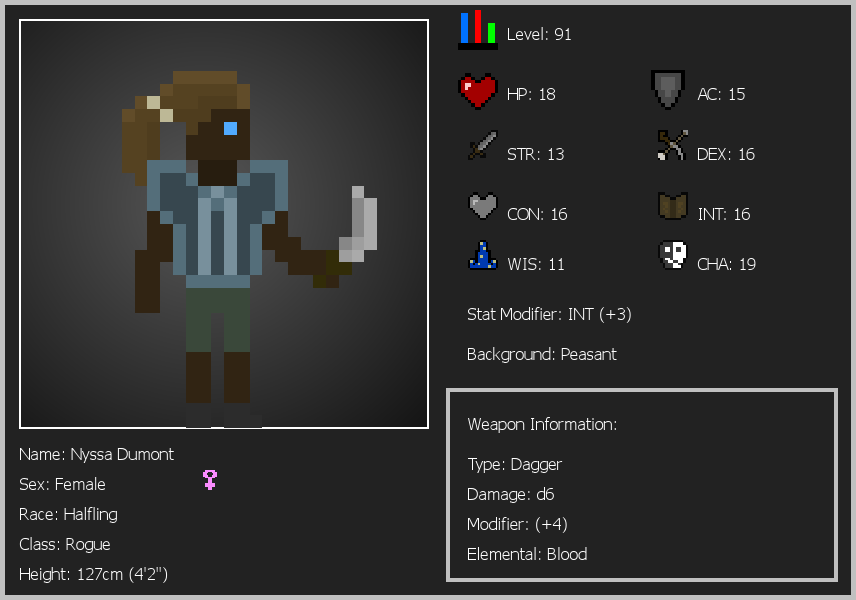 Level: 91
HP: 18
AC: 15
STR: 13
DEX: 16
CON: 16
INT: 16
WIS: 11
CHA: 19
Stat Modifier: INT (+3)
Background: Peasant
Weapon Information:
Type: Dagger
Damage: d6
Modifier: (+4)
Elemental: Blood
Name: Nyssa Dumont
Sex: Female
Race: Halfling
Class: Rogue
Height: 127cm (4'2")